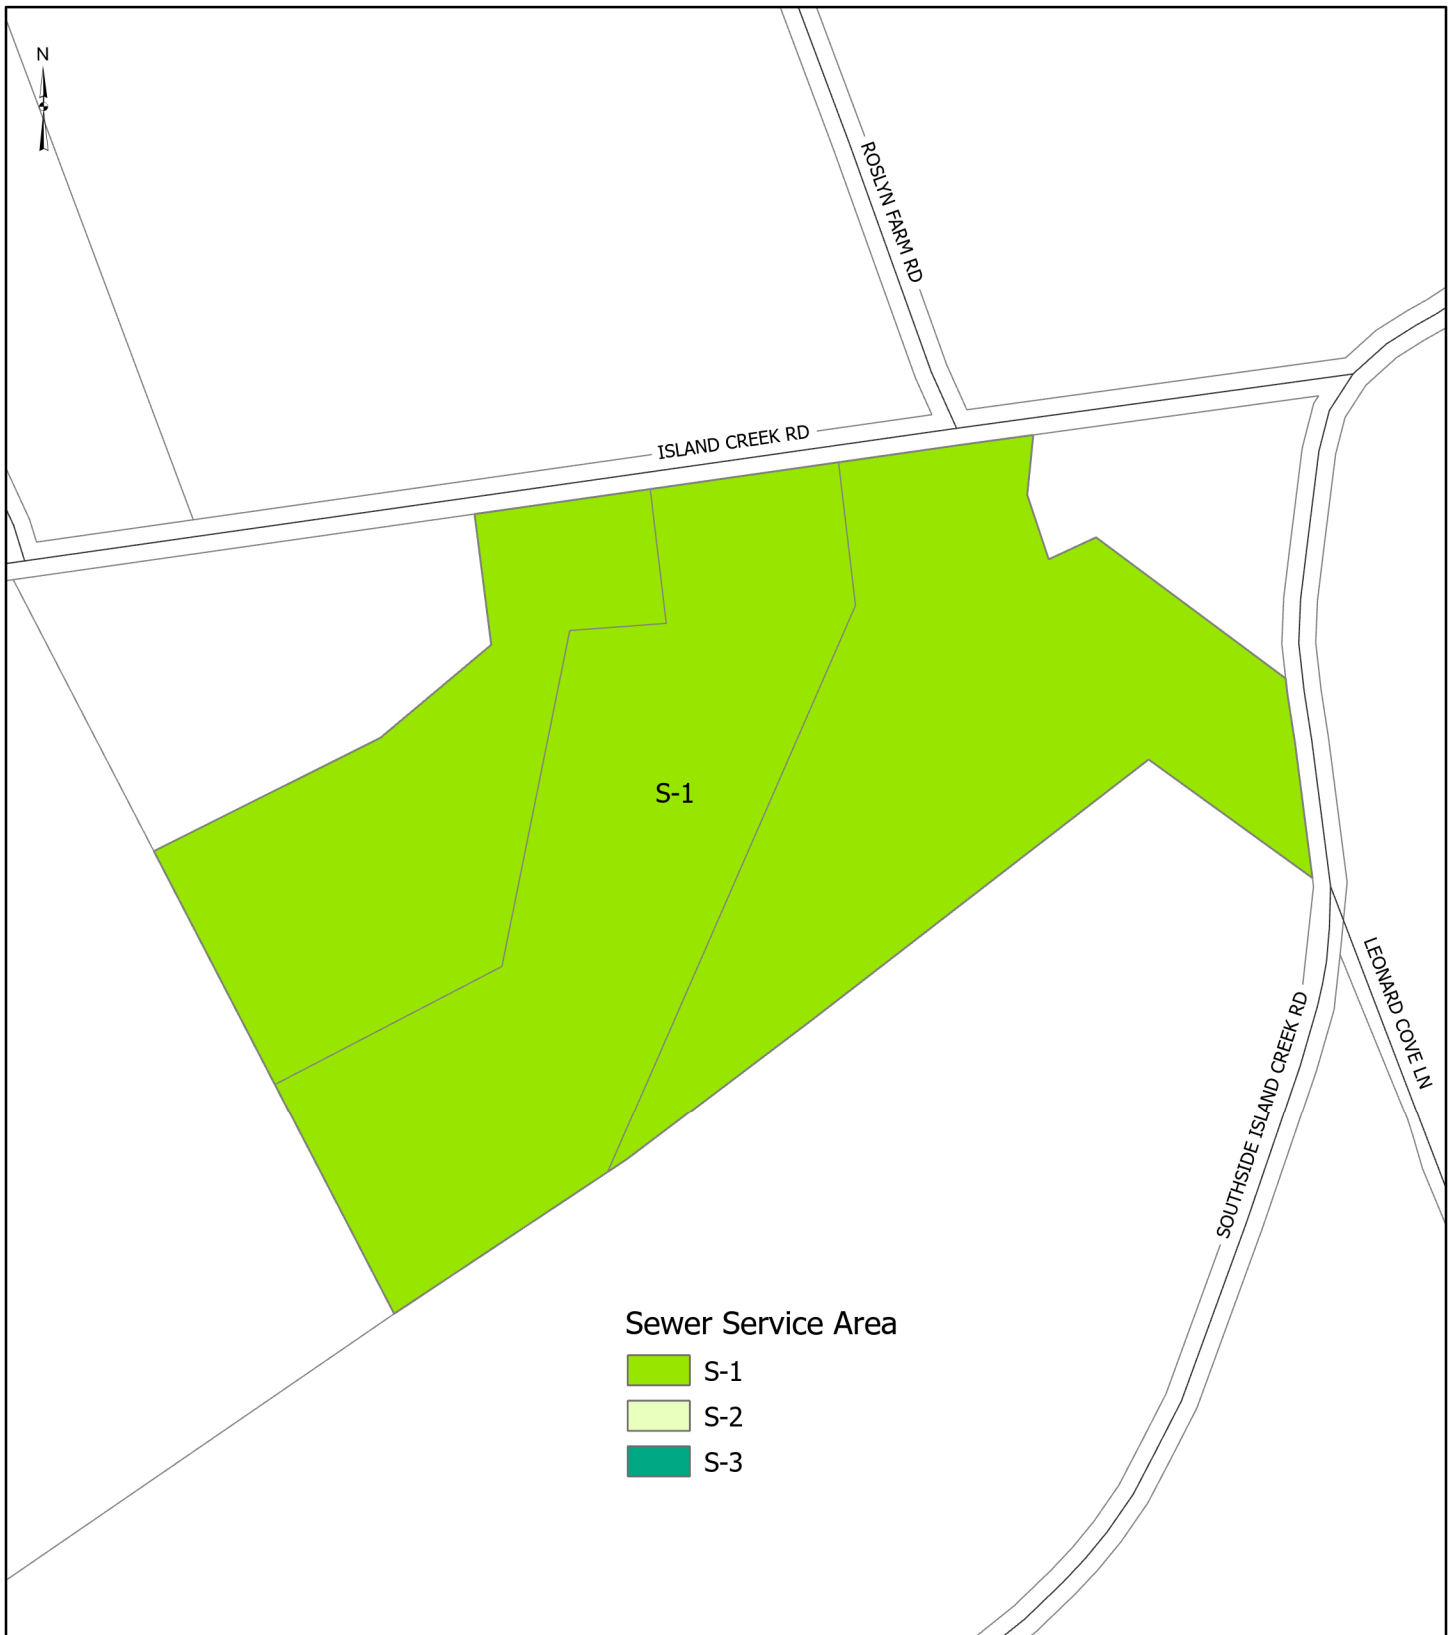 N
ROSLYN FARM RD
ISLAND CREEK RD
S-1
LEONARD COVE LN
SOUTHSIDE ISLAND CREEK RD
Sewer Service Area
S-1
S-2
S-3